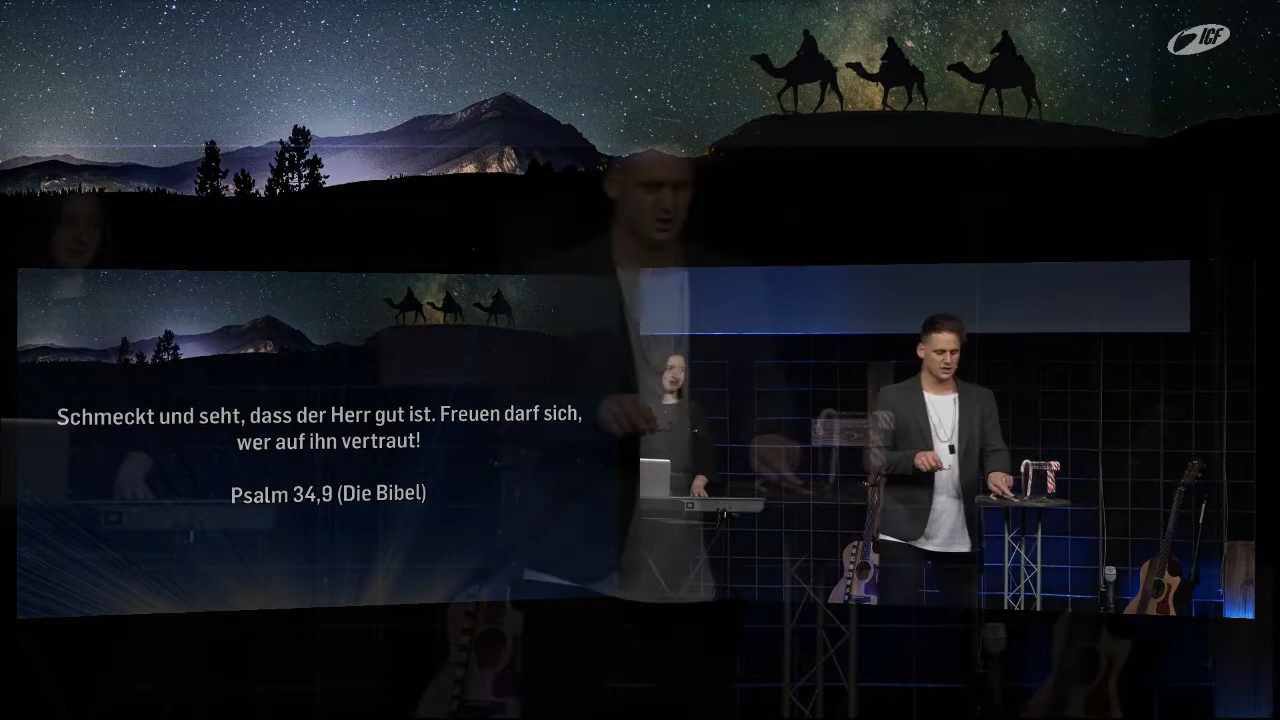 ICF
Schmeckt und seht, dass der Herr gut ist. Freuen darf sich,
wer auf ihn vertraut!
Psalm 34,9 (Die Bibel)